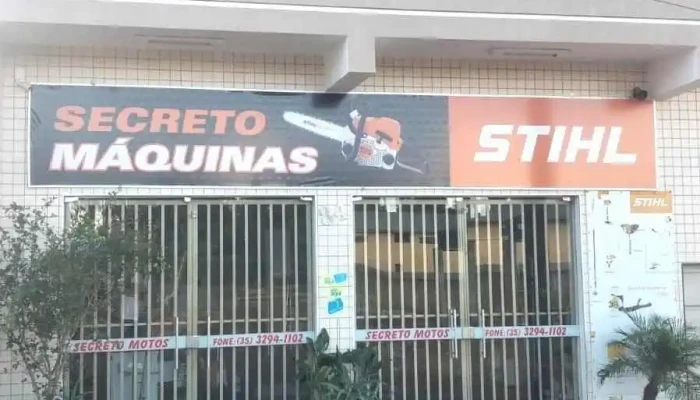 SECRETO
MÁQUINAS
STIHL
STIHL
SECRETO MOTOS
FONE:(35) 3294-1102
SECRETO MOTOS
FONE:(35) 3294-1102